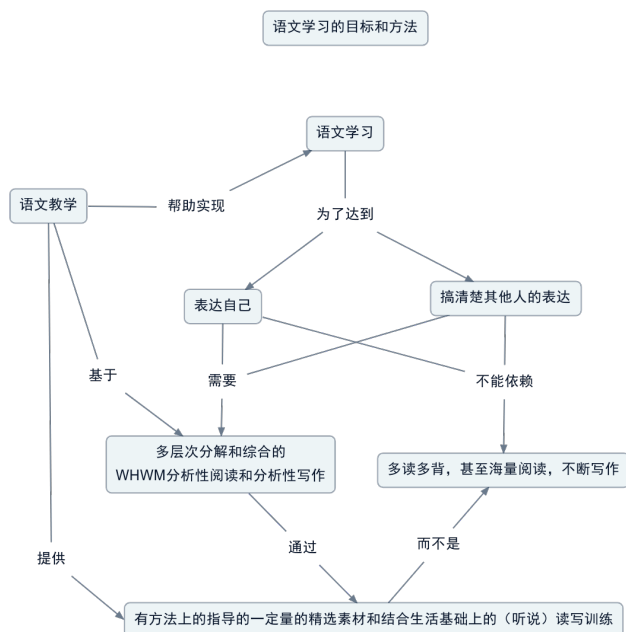 语文学习的目标和方法
语文学习
语文教学
帮助实现
为了达到
表达自己
搞清楚其他人的表达
基于
需要
不能依赖
多层次分解和综合的
WHWM分析性阅读和分析性写作
多读多背，甚至海量阅读，不断写作
提供
通过
而不是
有方法上的指导的一定量的精选素材和结合生活基础上的（听说）读写训练